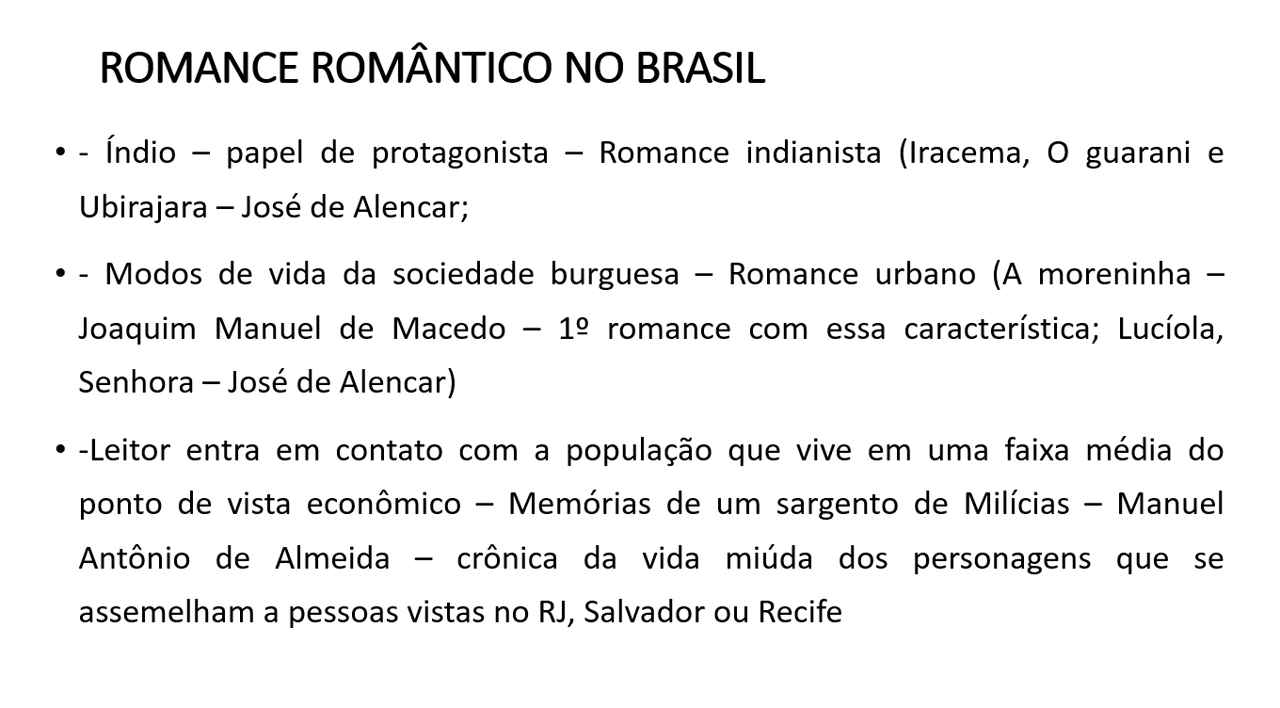 ROMANCE ROMÂNTICO NO BRASIL
• - Índio – papel de protagonista – Romance indianista (Iracema, O guarani e
Ubirajara – José de Alencar;
• - Modos de vida da sociedade burguesa – Romance urbano (A moreninha –
Joaquim Manuel de Macedo – 1º romance com essa característica; Lucíola,
Senhora – José de Alencar)
• -Leitor entra em contato com a população que vive em uma faixa média do
ponto de vista econômico – Memórias de um sargento de Milícias – Manuel
Antônio de Almeida – crônica da vida miúda dos personagens que se
assemelham a pessoas vistas no RJ, Salvador ou Recife